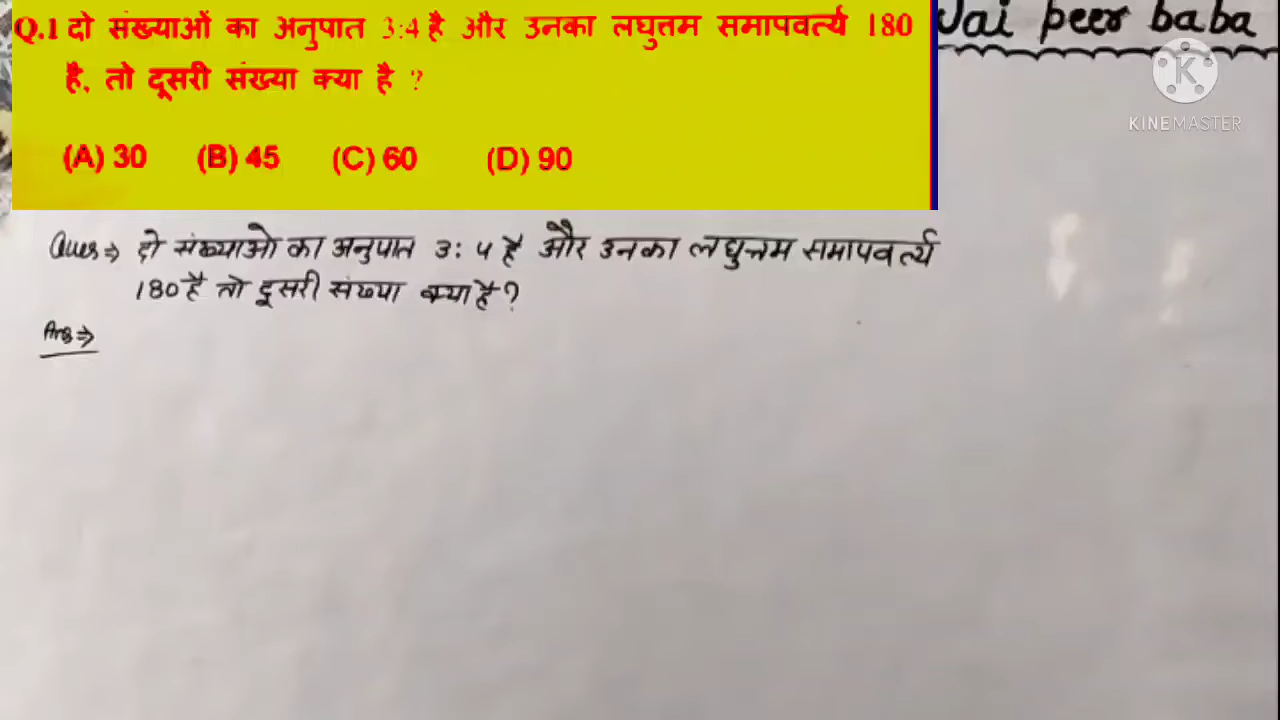 Q.1 दो संख्याओं का अनुपात 3:4 है और उनका लघुत्तम समापवर्त्य 180
है, तो दूसरी संख्या क्या है ?
(A) 30 (B) 45 (C) 60 (D) 90
Jai peer baba
KINEMASTER
Ques⇒ दो संख्याओ का अनुपात 3:4 है और उनका लघुत्तम समापवर्त्य
180 है तो दूसरी संख्या क्या है?
Ans⇒